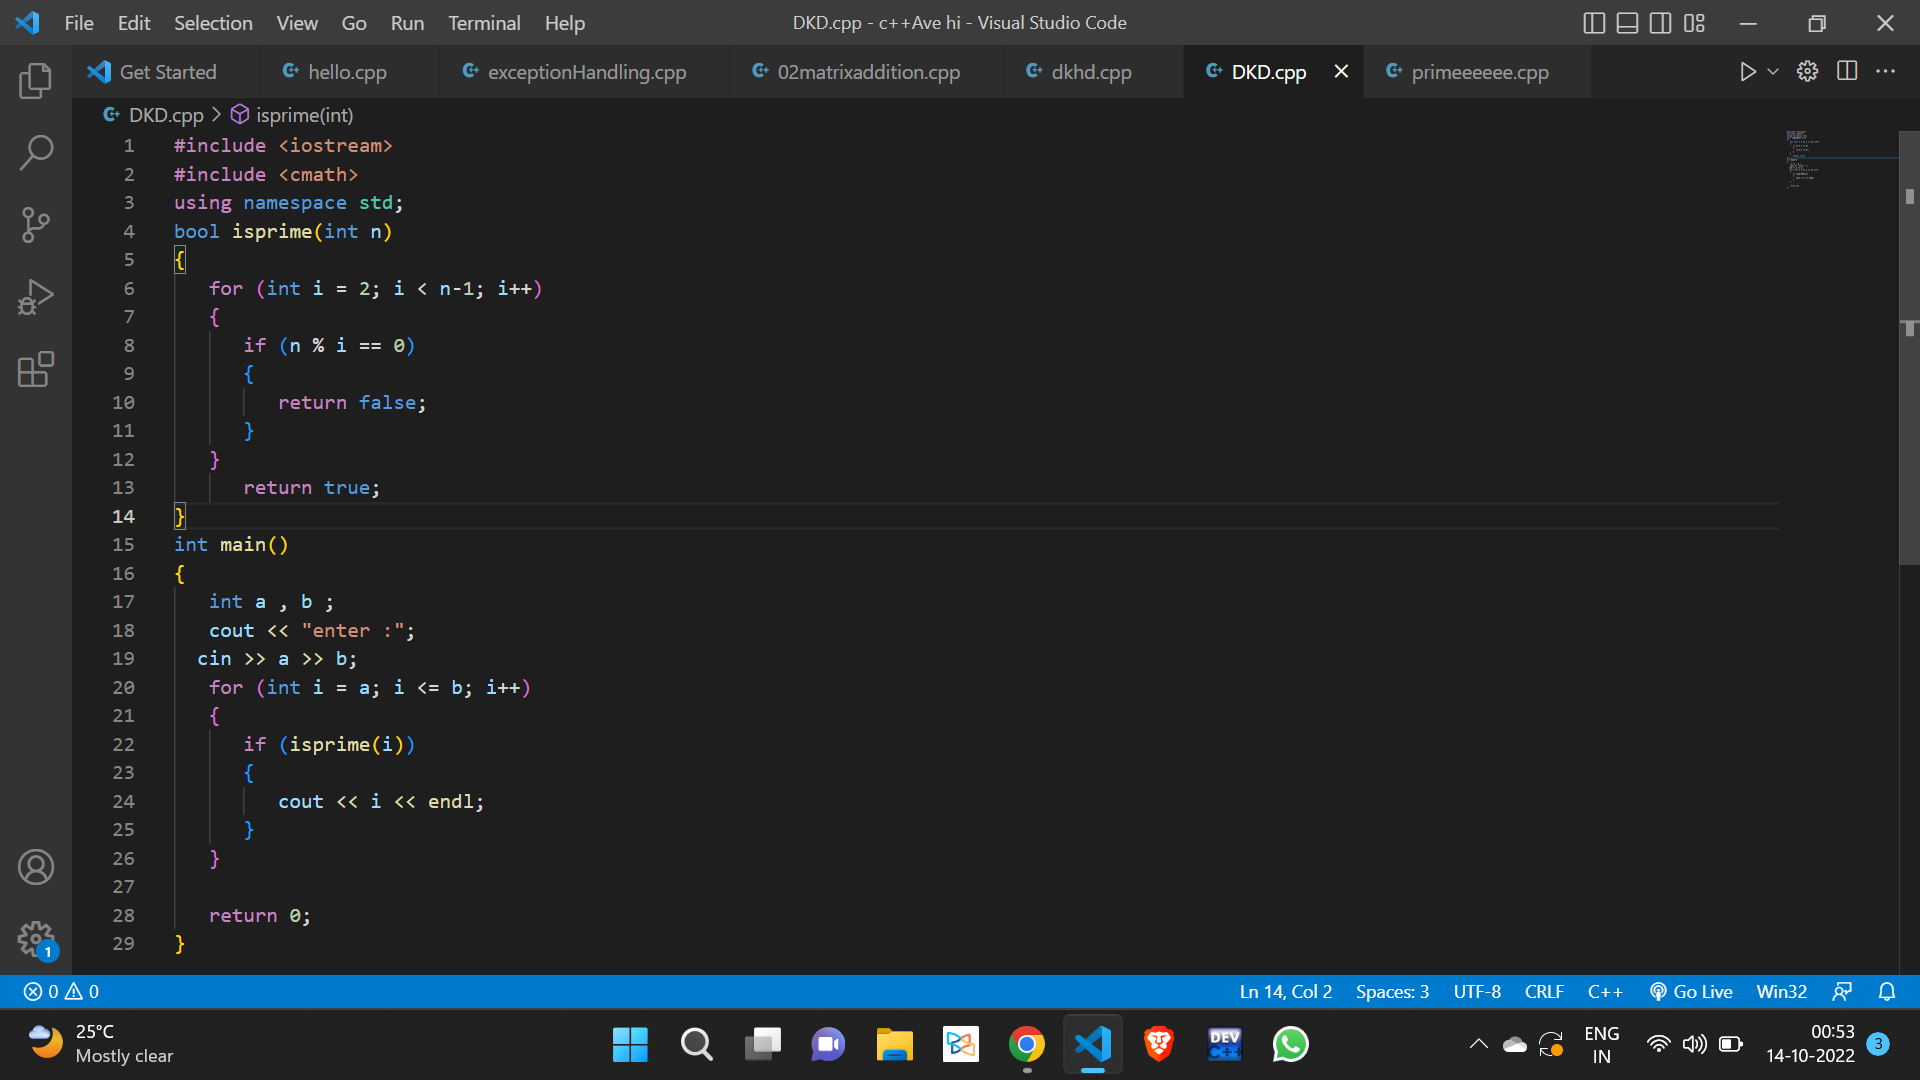 File Edit Selection View Go Run Terminal Help DKD.cpp - c++Ave hi - Visual Studio Code
Get Started hello.cpp exceptionHandling.cpp 02matrixaddition.cpp dkhd.cpp DKD.cpp primeeeeee.cpp
DKD.cpp > isprime(int)
1 #include <iostream>
2 #include <cmath>
3 using namespace std;
4 bool isprime(int n)
5 {
6 for (int i = 2; i < n-1; i++)
7 {
8 if (n % i == 0)
9 {
10 return false;
11 }
12 }
13 return true;
14 }
15 int main()
16 {
17 int a , b ;
18 cout << "enter :";
19 cin >> a >> b;
20 for (int i = a; i <= b; i++)
21 {
22 if (isprime(i))
23 {
24 cout << i << endl;
25 }
26 }
27
28 return 0;
29 }
1
0 0 Ln 14, Col 2 Spaces: 3 UTF-8 CRLF C++ Go Live Win32
25°C
Mostly clear
DEV
C++
ENG
IN
00:53
14-10-2022
3